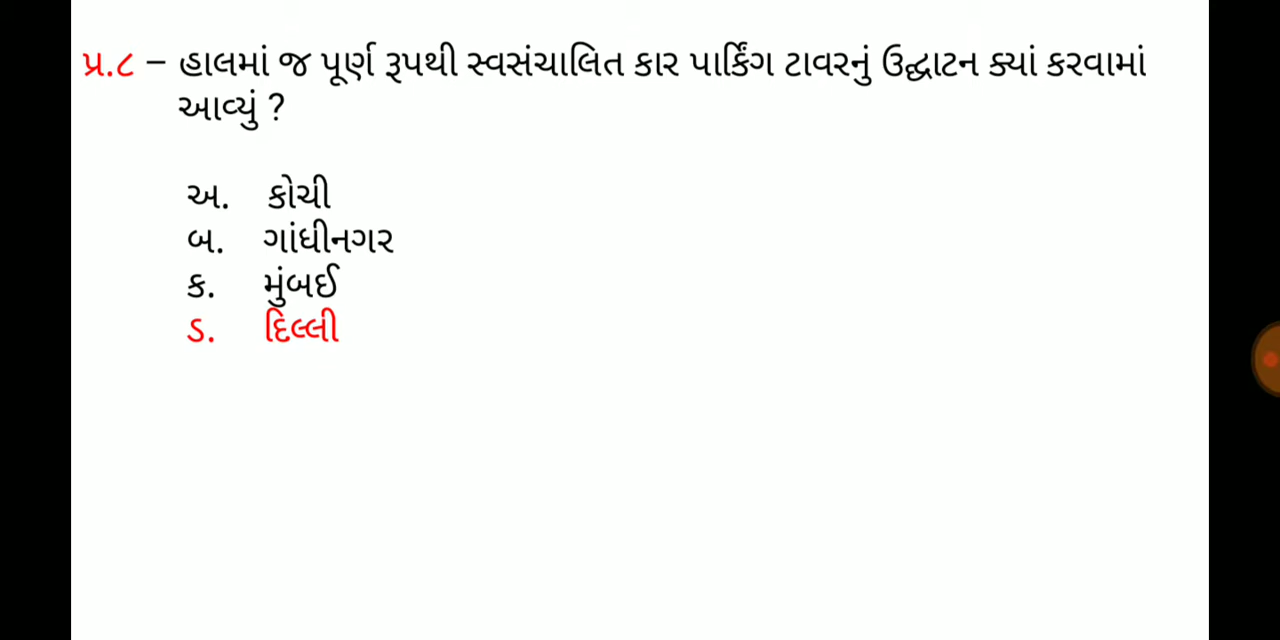 પ્ર.૮ – હાલમાં જ પૂર્ણ રૂપથી સ્વસંચાલિત કાર પાર્કિંગ ટાવરનું ઉદ્ઘાટન ક્યાં કરવામાં
આવ્યું ?
અ. કોચી
બ. ગાંધીનગર
ક. મુંબઈ
ડ. દિલ્લી